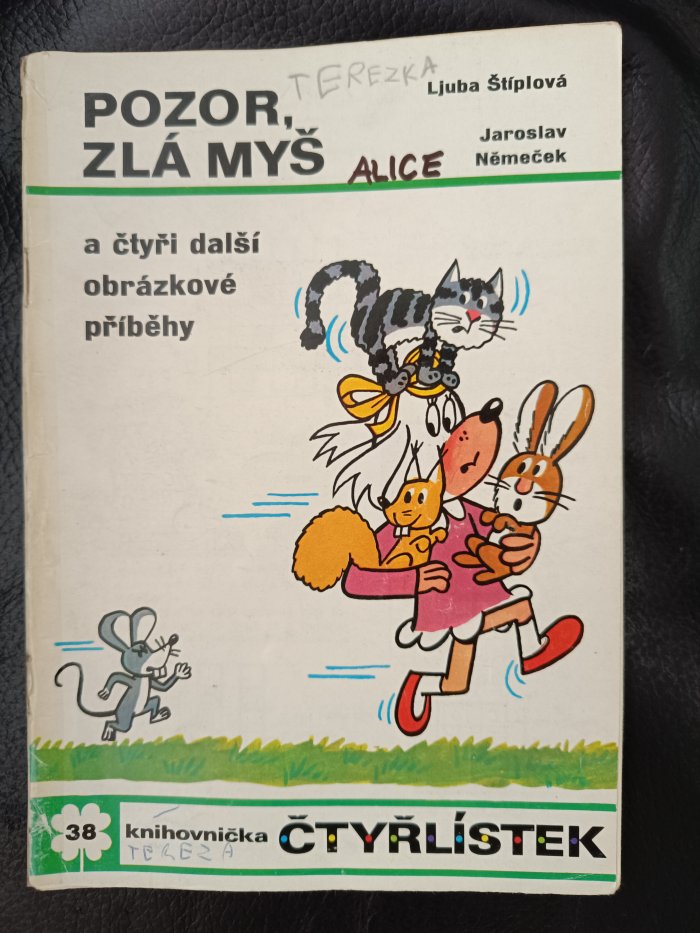 TEREZKA
Ljuba Štíplová
POZOR,
ZLÁ MYŠ
ALICE
Jaroslav
Němeček
a čtyři další
obrázkové
příběhy
38
knihovnička
TEREZA
ČTYŘLÍSTEK